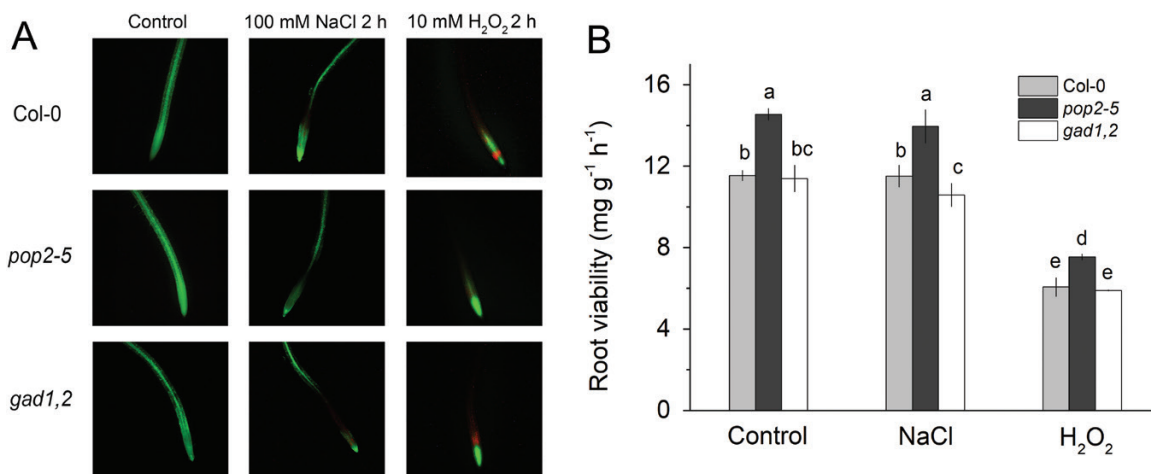 A
Control
100 mM NaCl 2 h
10 mM H₂O₂ 2 h
Col-0
pop2-5
gad1,2
B
Root viability (mg g⁻¹ h⁻¹)
16
12
8
4
0
Col-0
pop2-5
gad1,2
b
a
bc
b
a
c
e
d
e
Control
NaCl
H₂O₂